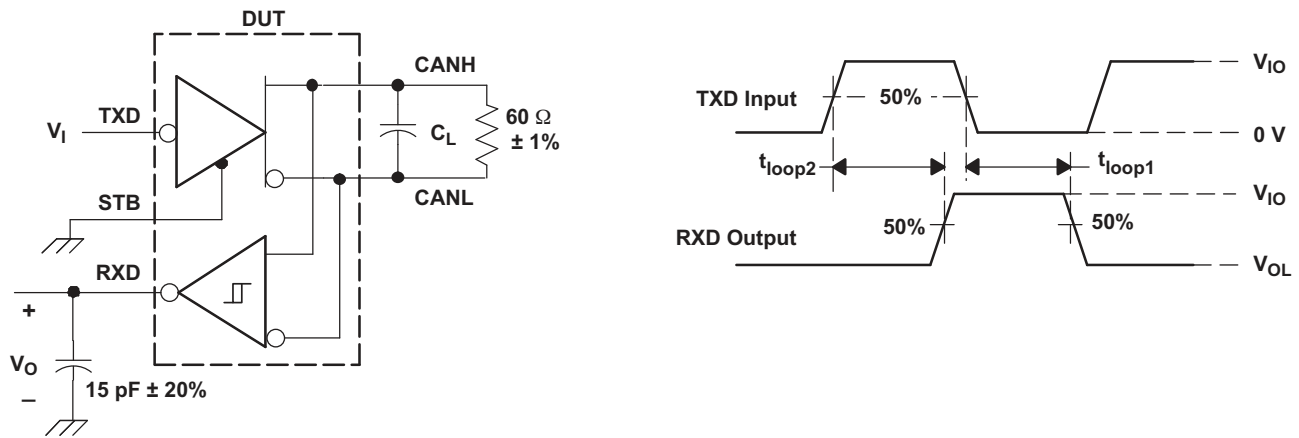 DUT
CANH
TXD
V_I
C_L
60 Ω
± 1%
STB
CANL
RXD
+
V_O
–
15 pF ± 20%
V_IO
TXD Input
50%
0 V
t_loop2
t_loop1
V_IO
50%
50%
RXD Output
V_OL